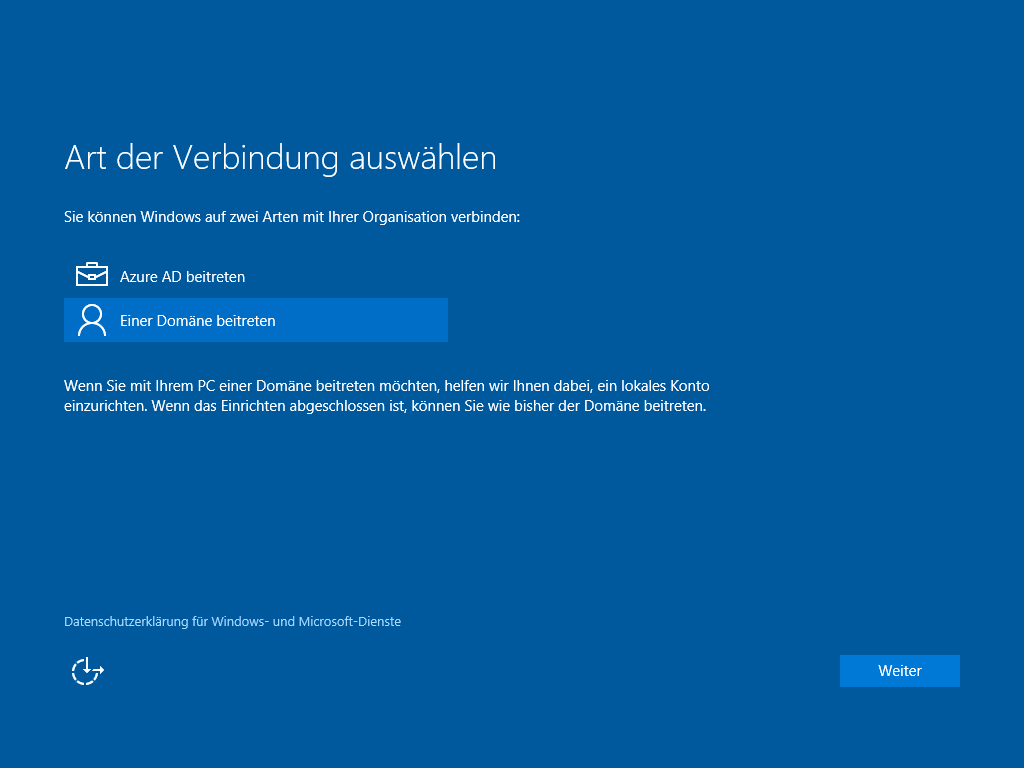 Art der Verbindung auswählen
Sie können Windows auf zwei Arten mit Ihrer Organisation verbinden:
Azure AD beitreten
Einer Domäne beitreten
Wenn Sie mit Ihrem PC einer Domäne beitreten möchten, helfen wir Ihnen dabei, ein lokales Konto
einzurichten. Wenn das Einrichten abgeschlossen ist, können Sie wie bisher der Domäne beitreten.
Datenschutzerklärung für Windows- und Microsoft-Dienste
Weiter